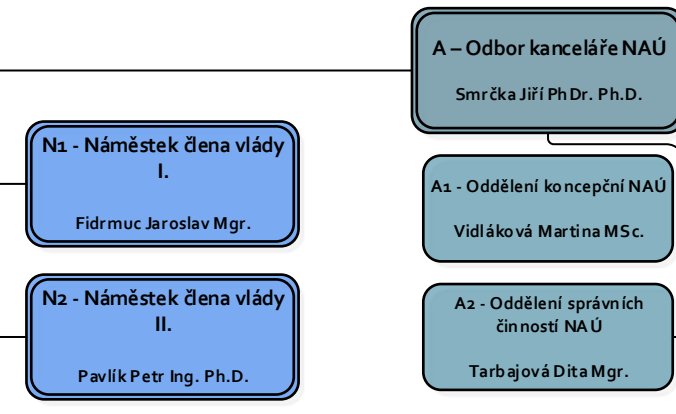 A – Odbor kanceláře NAÚ
Smrčka Jiří PhDr. Ph.D.
N1 - Náměstek člena vlády
I.
Fidrmuc Jaroslav Mgr.
A1 - Oddělení koncepční NAÚ
Vidláková Martina MSc.
N2 - Náměstek člena vlády
II.
Pavlík Petr Ing. Ph.D.
A2 - Oddělení správních
činností NAÚ
Tarbajová Dita Mgr.